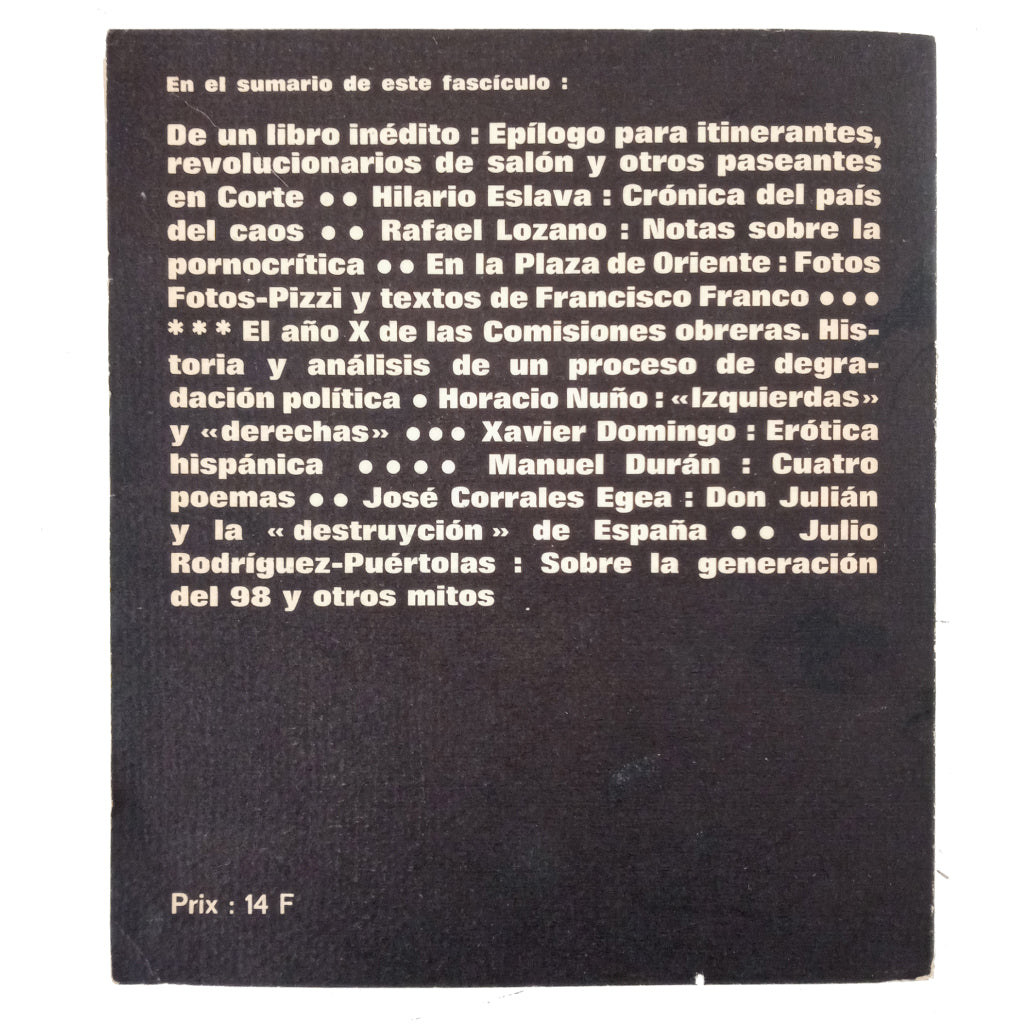 En el sumario de este fascículo :
De un libro inédito : Epílogo para itinerantes,
revolucionarios de salón y otros paseantes
en Corte ●● Hilario Eslava : Crónica del país
del caos ●● Rafael Lozano : Notas sobre la
pornocrítica ●● En la Plaza de Oriente : Fotos
Fotos-Pizzi y textos de Francisco Franco ●●●
*** El año X de las Comisiones obreras. His-
toria y análisis de un proceso de degra-
dación política ● Horacio Nuño : «Izquierdas»
y «derechas» ●●● Xavier Domingo : Erótica
hispánica ●●●● Manuel Durán : Cuatro
poemas ●● José Corrales Egea : Don Julián
y la « destruyción » de España ●● Julio
Rodríguez-Puértolas : Sobre la generación
del 98 y otros mitos
Prix : 14 F